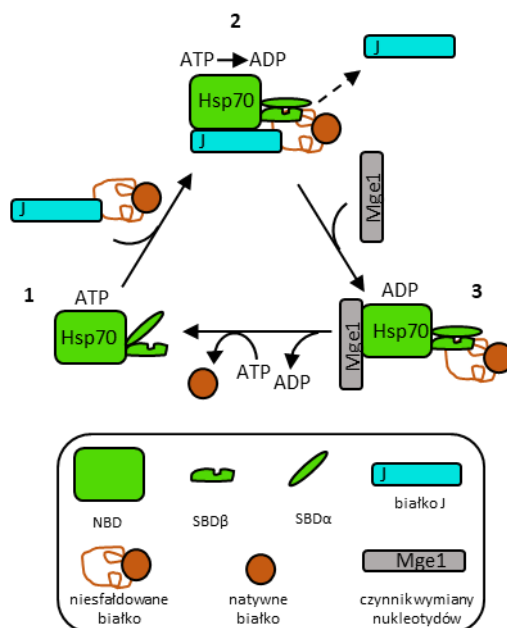 2
ATP → ADP
J
Hsp70
J
J
Mge1
1
ATP
Hsp70
ADP
3
Mge1
Hsp70
ATP
ADP
NBD
SBDβ
SBDα
J
białko J
niesfałdowane
białko
natywne
białko
Mge1
czynnik wymiany
nukleotydów